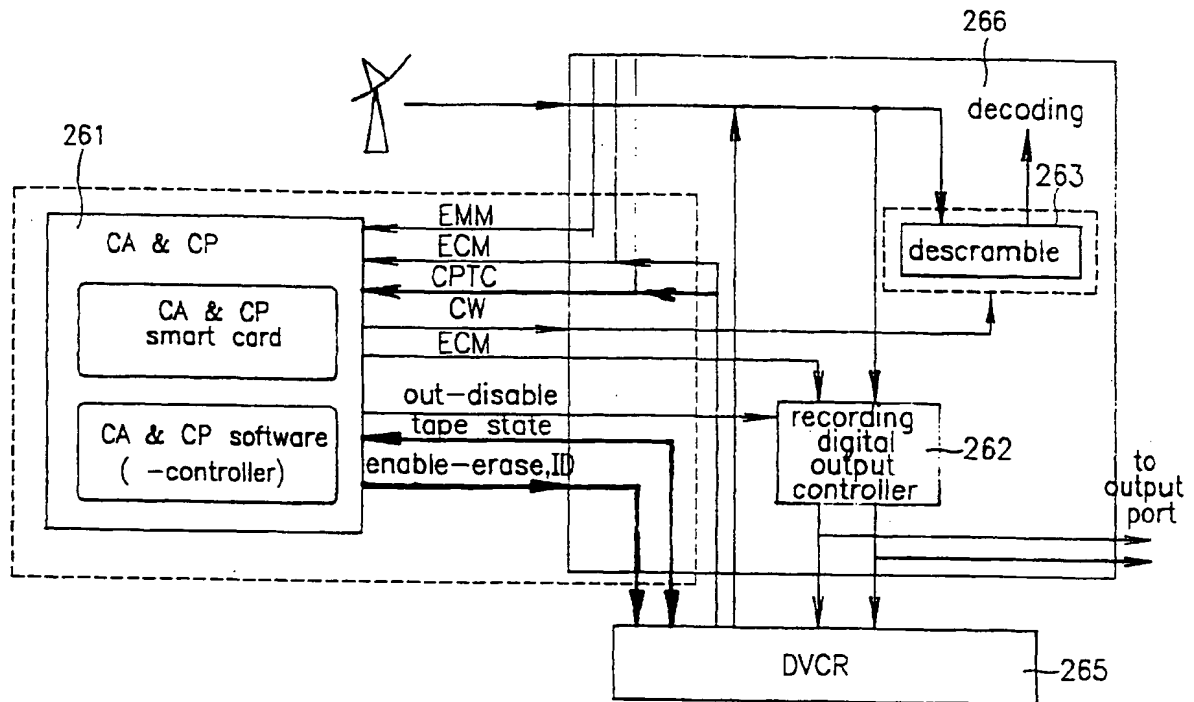 266
decoding
261
263
EMM
CA & CP
ECM
descramble
CPTC
CA & CP
smart card
CW
ECM
out-disable
tape state
CA & CP software
( -controller)
enable-erase,ID
recording
digital
output
controller
262
to
output
port
DVCR
265